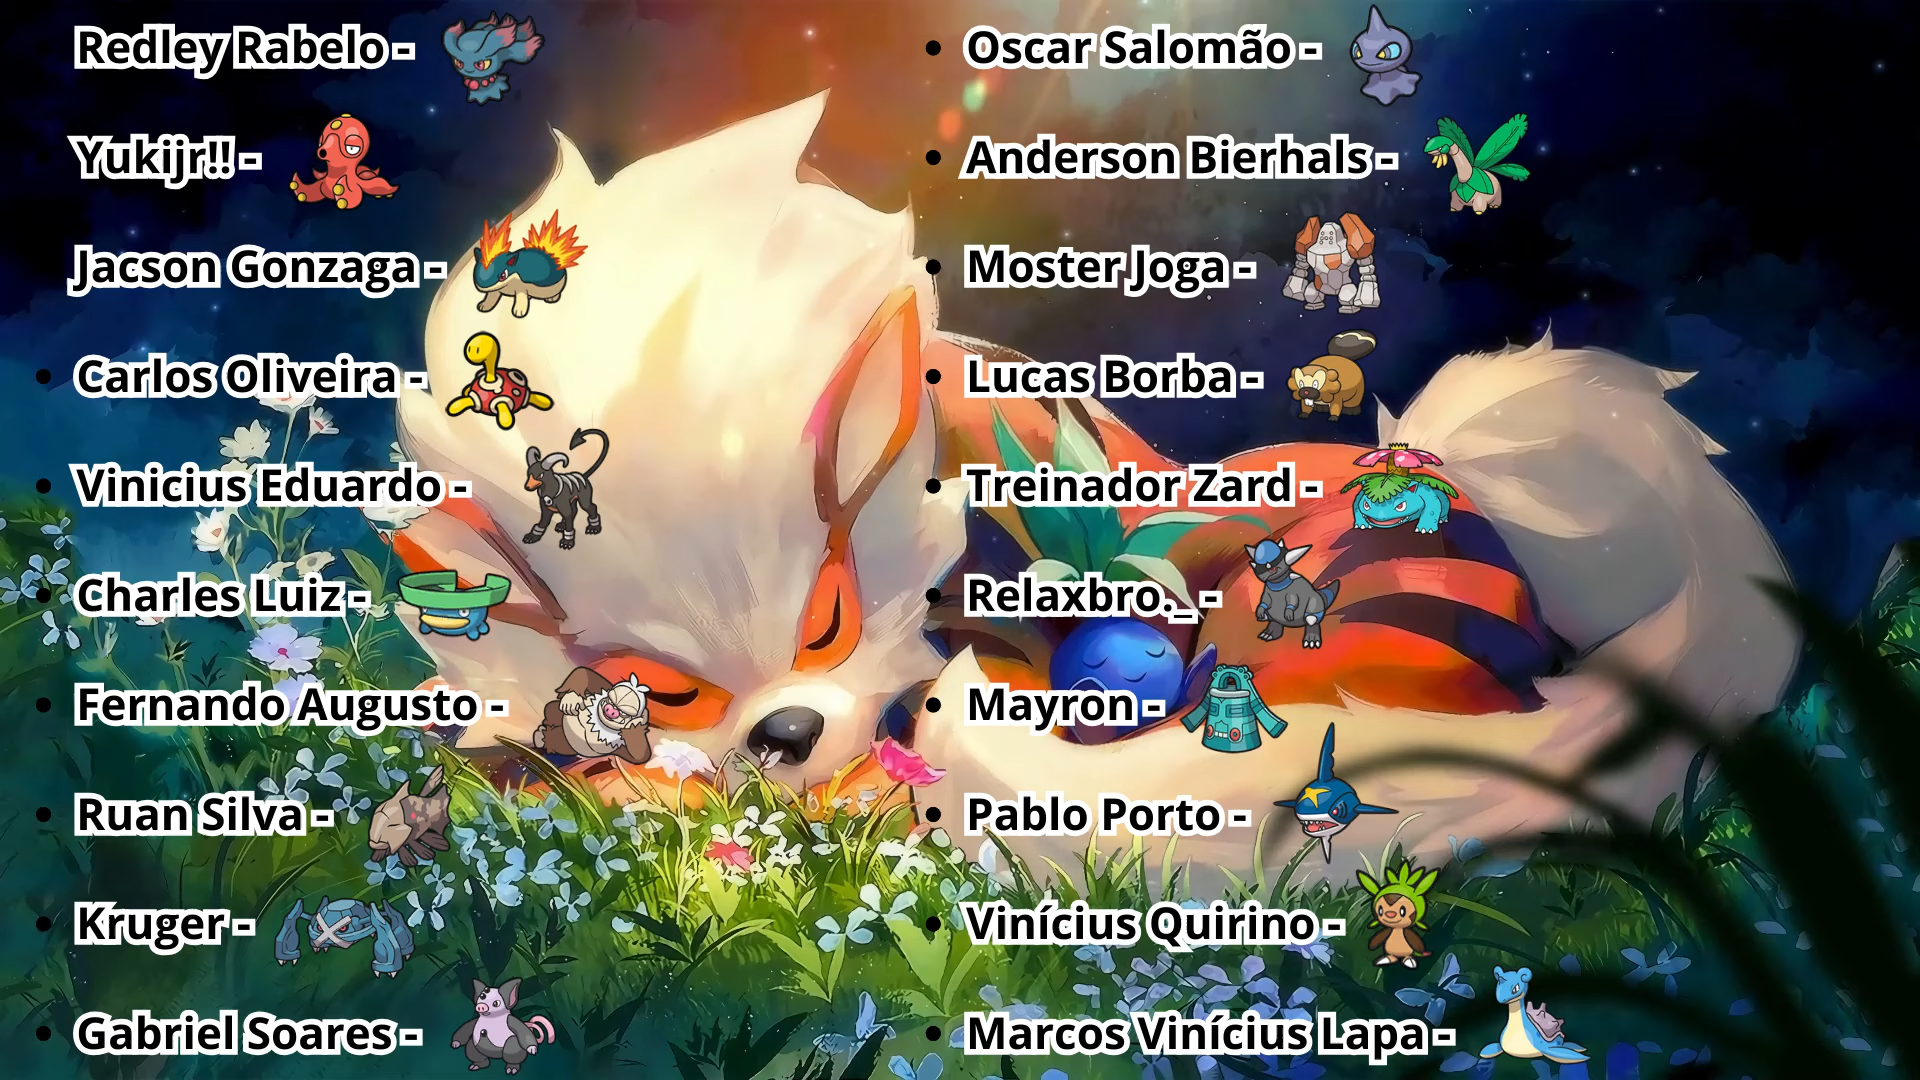 Redley Rabelo -
Yukijr!! -
Jacson Gonzaga -
Carlos Oliveira -
Vinicius Eduardo -
Charles Luiz -
Fernando Augusto -
Ruan Silva -
Kruger -
Gabriel Soares -
Oscar Salomão -
Anderson Bierhals -
Moster Joga -
Lucas Borba -
Treinador Zard -
Relaxbro._ -
Mayron -
Pablo Porto -
Vinícius Quirino -
Marcos Vinícius Lapa -